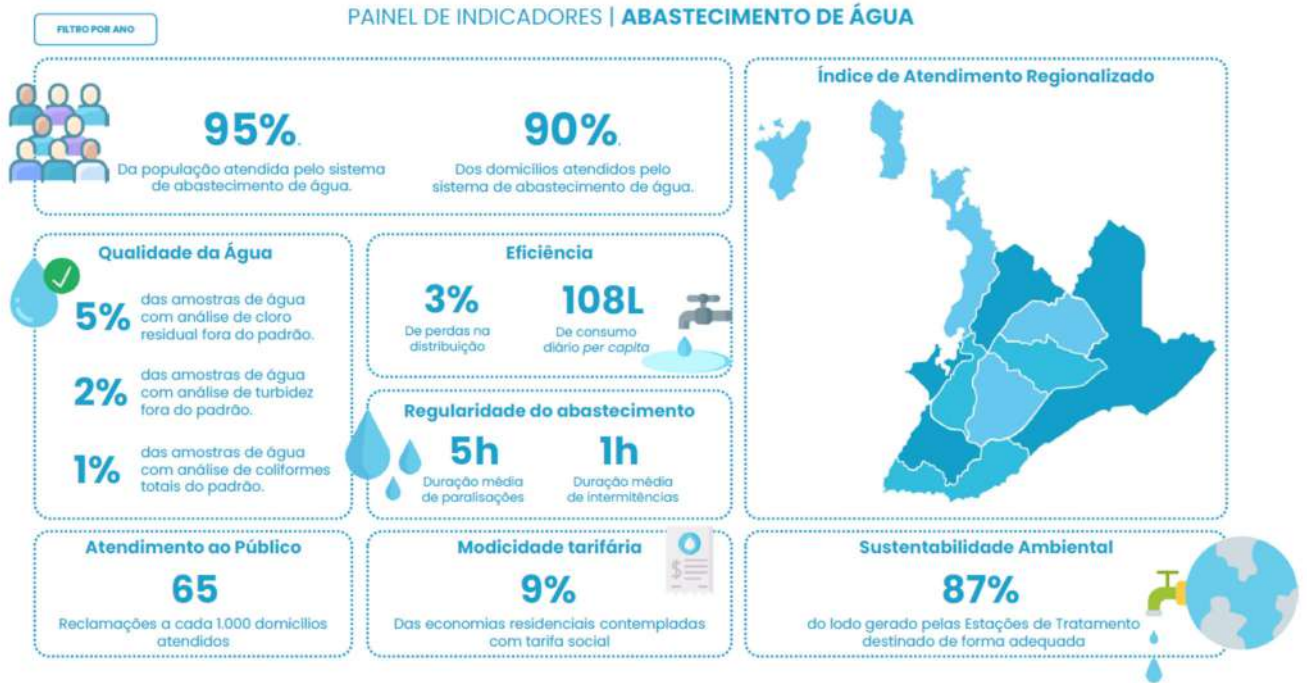 PAINEL DE INDICADORES | ABASTECIMENTO DE ÁGUA
FILTRO POR ANO
95%.
Da população atendida pelo sistema
de abastecimento de água.
90%.
Dos domicílios atendidos pelo
sistema de abastecimento de água.
Índice de Atendimento Regionalizado
Qualidade da Água
5%
das amostras de água
com análise de cloro
residual fora do padrão.
2%
das amostras de água
com análise de turbidez
fora do padrão.
1%
das amostras de água
com análise de coliformes
totais do padrão.
Eficiência
3%
De perdas na
distribuição
108L
De consumo
diário per capita
Regularidade do abastecimento
5h
Duração média
de paralisações
1h
Duração média
de intermitências
Atendimento ao Público
65
Reclamações a cada 1.000 domicílios
atendidos
Modicidade tarifária
9%
Das economias residenciais contempladas
com tarifa social
$
Sustentabilidade Ambiental
87%
do lodo gerado pelas Estações de Tratamento
destinado de forma adequada